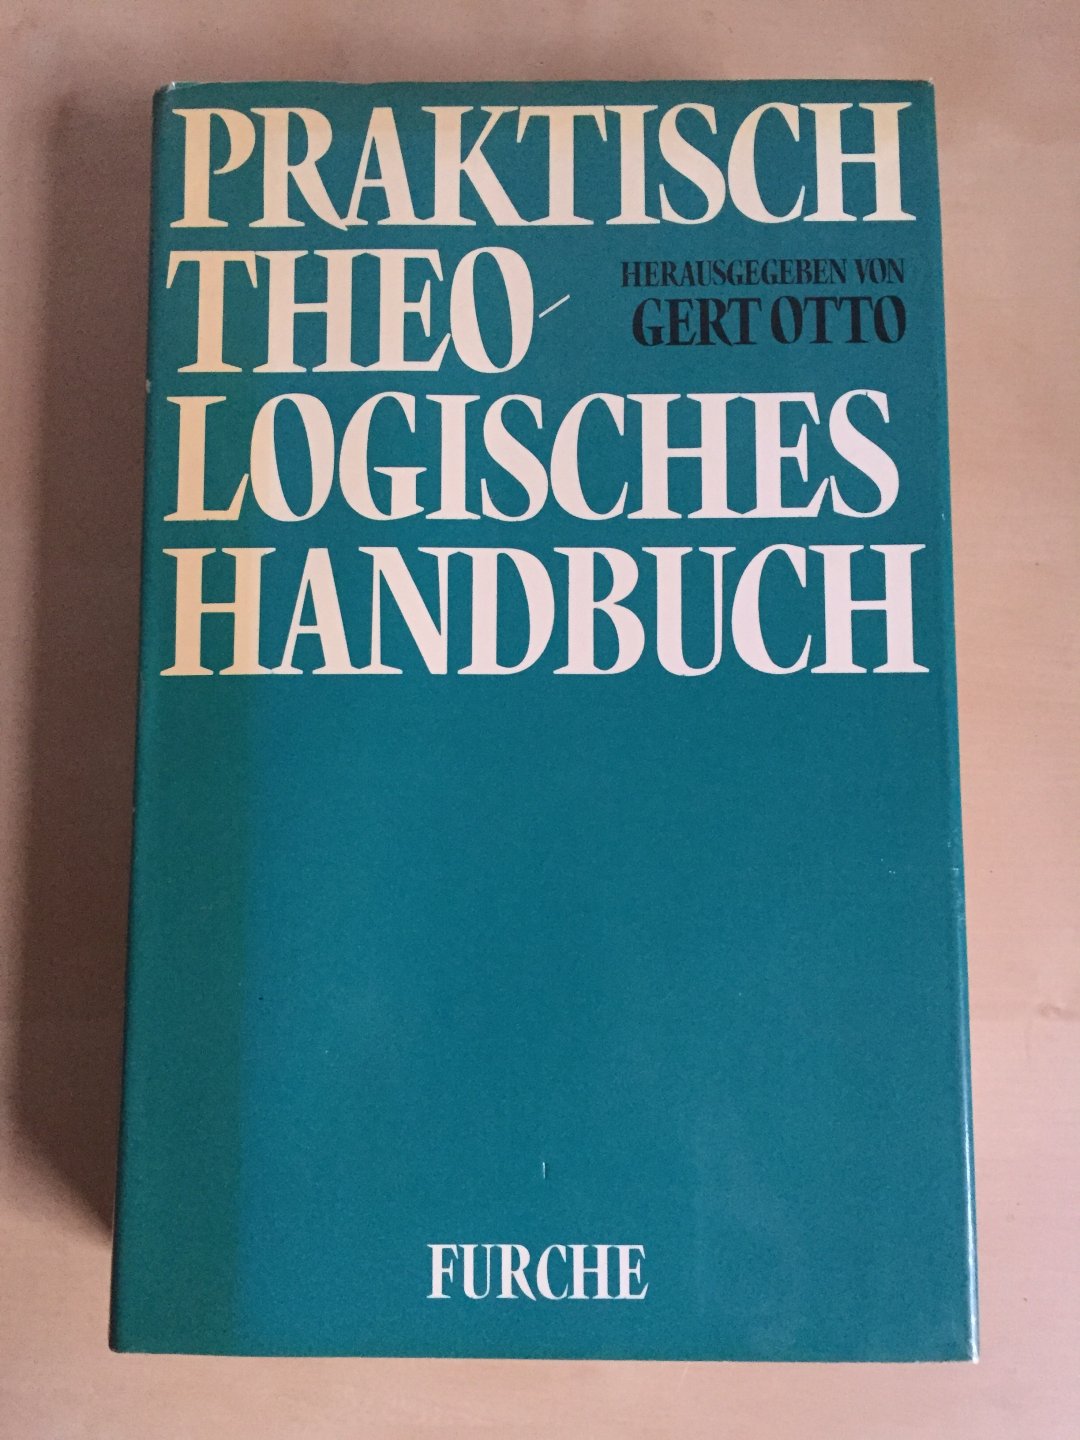 PRAKTISCH
THEO-
HERAUSGEGEBEN VON
GERT OTTO
LOGISCHES
HANDBUCH
FURCHE